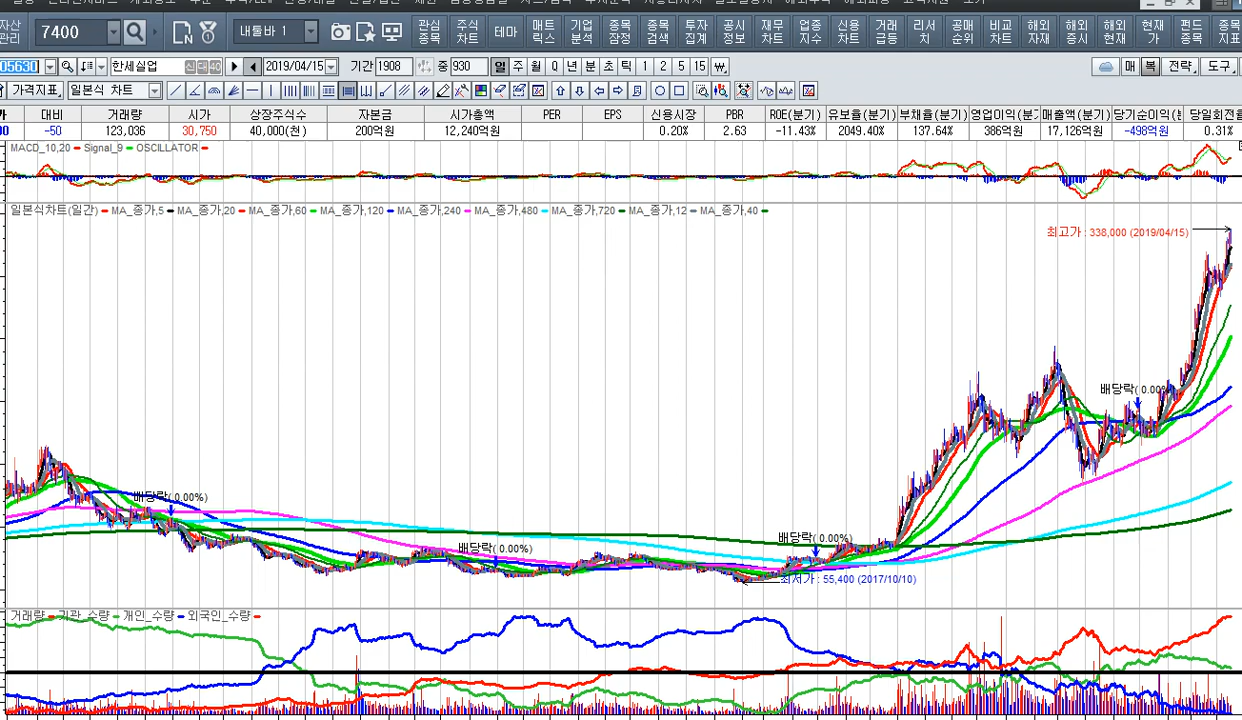 자산
관리
7400
내툴바 1
관심
종목
주식
차트
테마
매트
릭스
기업
분석
종목
잠정
종목
검색
투자
집계
공시
정보
재무
차트
업종
지수
신용
차트
거래
급등
리서
치
공매
순위
비교
차트
해외
자재
해외
증시
해외
현재
현재
가
펀드
종목
종목
지표
05630 한세실업 신 대 40 2019/04/15 기간 1908 중 930 일 주 월 Q 년 분 초 틱 1 2 5 15 ₩ 매 복 전략 도구
가격지표 일본식 차트
대비 거래량 시가 상장주식수 자본금 시가총액 PER EPS 신용시장 PBR ROE(분기) 유보율(분기) 부채율(분기) 영업이익(분기 매출액(분기) 당기순이익(분 당일회전율
-50 123,036 30,750 40,000(천) 200억원 12,240억원 0.20% 2.63 -11.43% 2049.40% 137.64% 386억원 17,126억원 -498억원 0.31%
MACD_10,20 Signal_9 OSCILLATOR
일본식차트(일간) MA_종가,5 MA_종가,20 MA_종가,60 MA_종가,120 MA_종가,240 MA_종가,480 MA_종가,720 MA_종가,12 MA_종가,40
최고가 : 338,000 (2019/04/15)
배당락( 0.00%)
배당락( 0.00%)
배당락( 0.00%)
배당락( 0.00%)
최저가 : 55,400 (2017/10/10)
거래량 기관_수량 개인_수량 외국인_수량